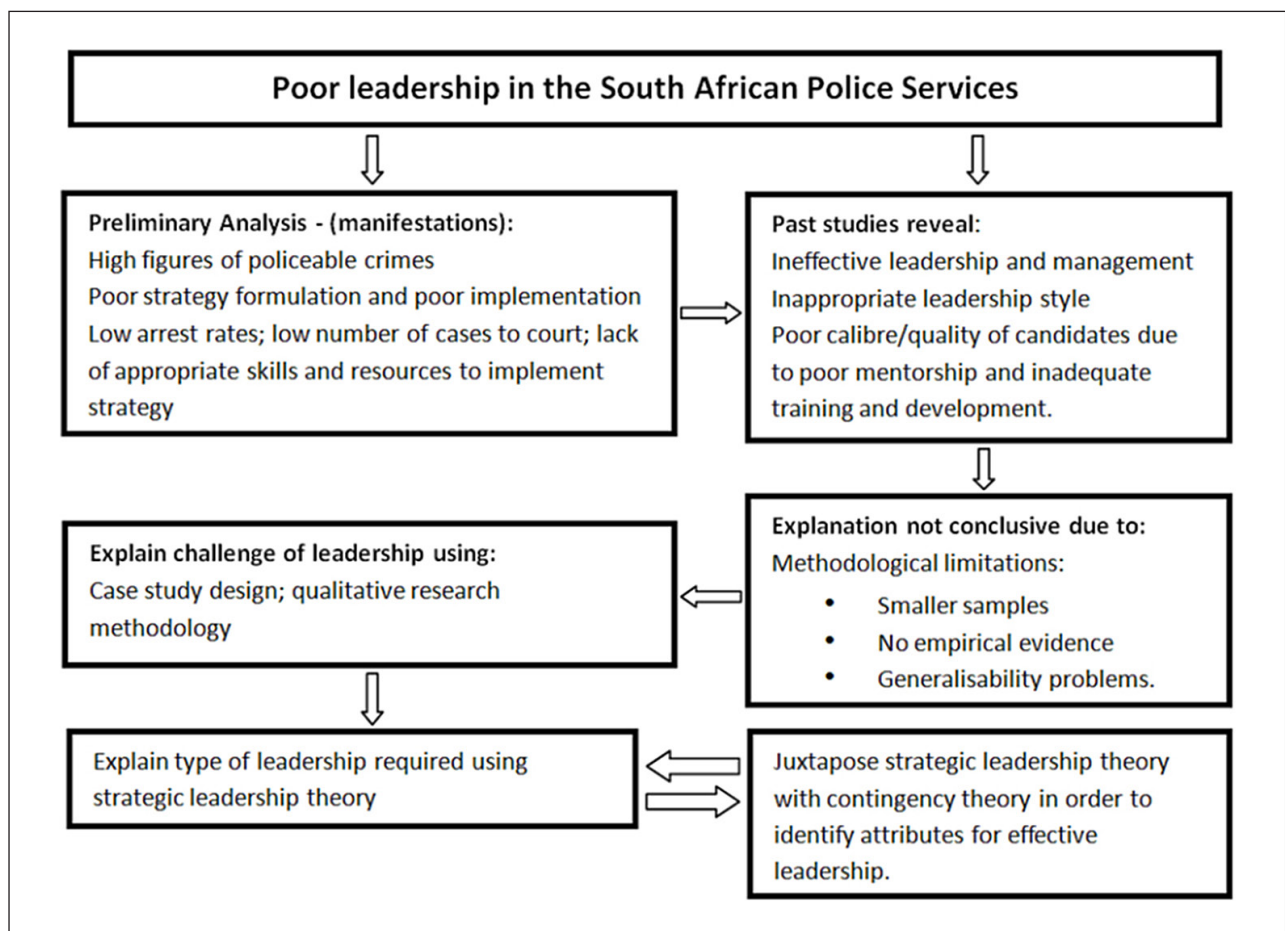 Poor leadership in the South African Police Services
Preliminary Analysis - (manifestations):
High figures of policeable crimes
Poor strategy formulation and poor implementation
Low arrest rates; low number of cases to court; lack
of appropriate skills and resources to implement
strategy
Past studies reveal:
Ineffective leadership and management
Inappropriate leadership style
Poor calibre/quality of candidates due
to poor mentorship and inadequate
training and development.
Explanation not conclusive due to:
Methodological limitations:
• Smaller samples
• No empirical evidence
• Generalisability problems.
Explain challenge of leadership using:
Case study design; qualitative research
methodology
Explain type of leadership required using
strategic leadership theory
Juxtapose strategic leadership theory
with contingency theory in order to
identify attributes for effective
leadership.